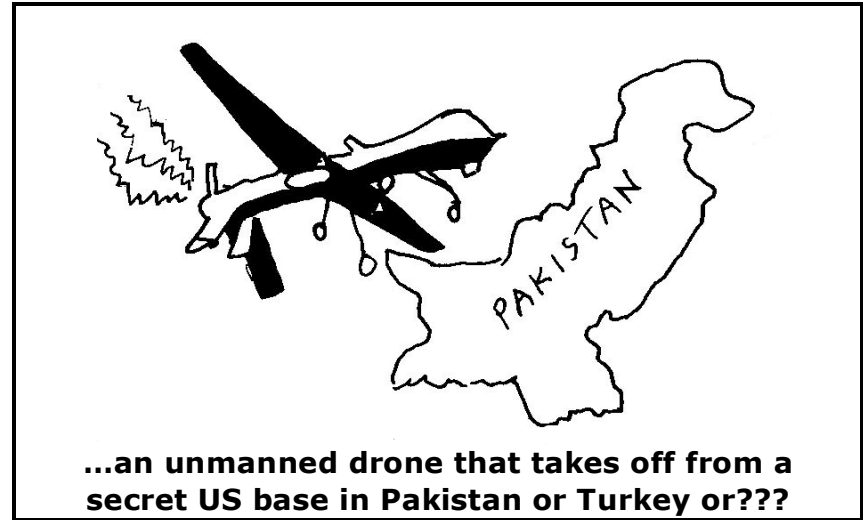 PAKISTAN
...an unmanned drone that takes off from a
secret US base in Pakistan or Turkey or???